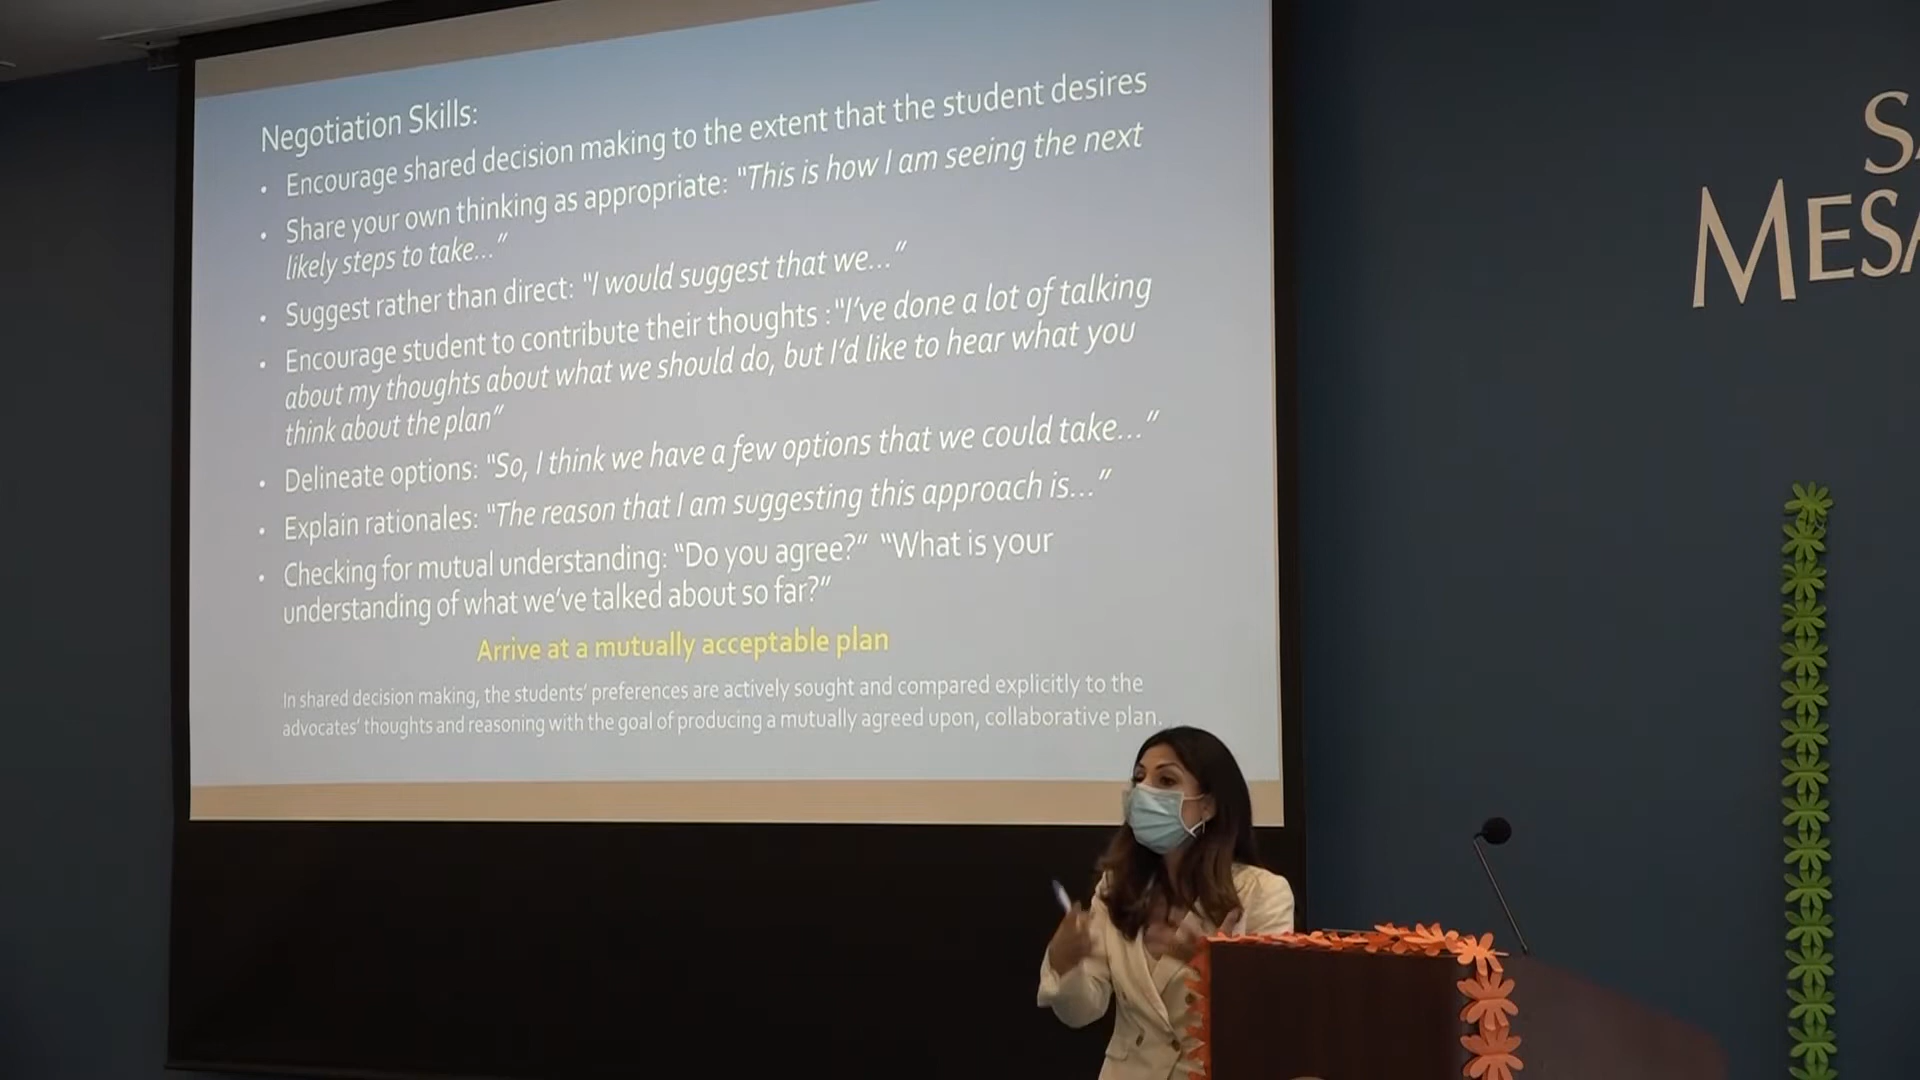 Negotiation Skills:
• Encourage shared decision making to the extent that the student desires
• Share your own thinking as appropriate: "This is how I am seeing the next
likely steps to take..."
• Suggest rather than direct: "I would suggest that we..."
• Encourage student to contribute their thoughts :"I've done a lot of talking
about my thoughts about what we should do, but I'd like to hear what you
think about the plan"
• Delineate options: "So, I think we have a few options that we could take..."
• Explain rationales: "The reason that I am suggesting this approach is..."
• Checking for mutual understanding: "Do you agree?" "What is your
understanding of what we've talked about so far?"
Arrive at a mutually acceptable plan
In shared decision making, the students' preferences are actively sought and compared explicitly to the
advocates' thoughts and reasoning with the goal of producing a mutually agreed upon, collaborative plan.
SA
MESA